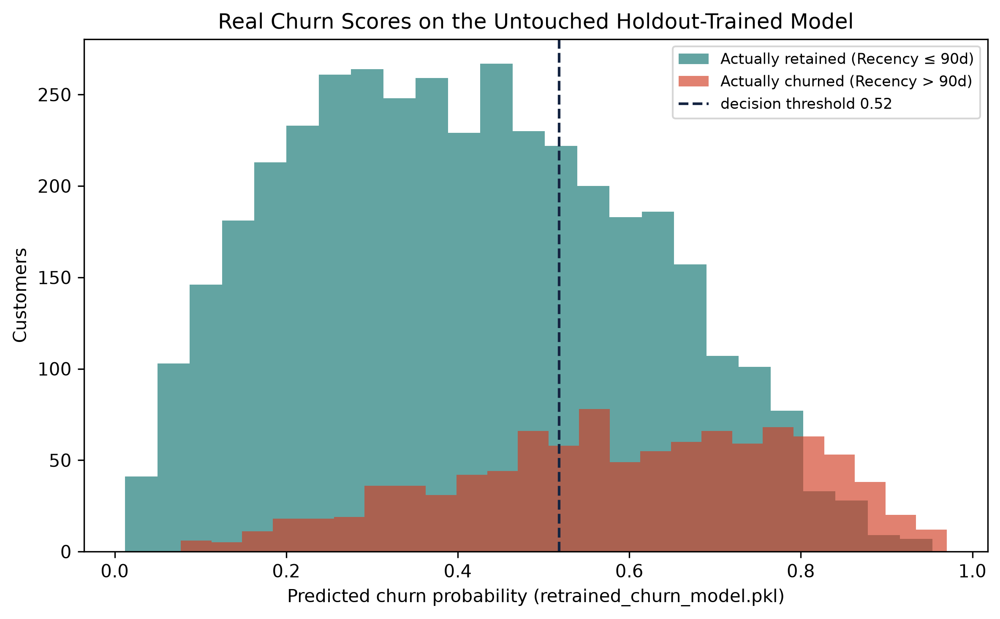 Real Churn Scores on the Untouched Holdout-Trained Model
Actually retained (Recency ≤ 90d)
Actually churned (Recency > 90d)
decision threshold 0.52
Customers
250
200
150
100
50
0
0.0 0.2 0.4 0.6 0.8 1.0
Predicted churn probability (retrained_churn_model.pkl)